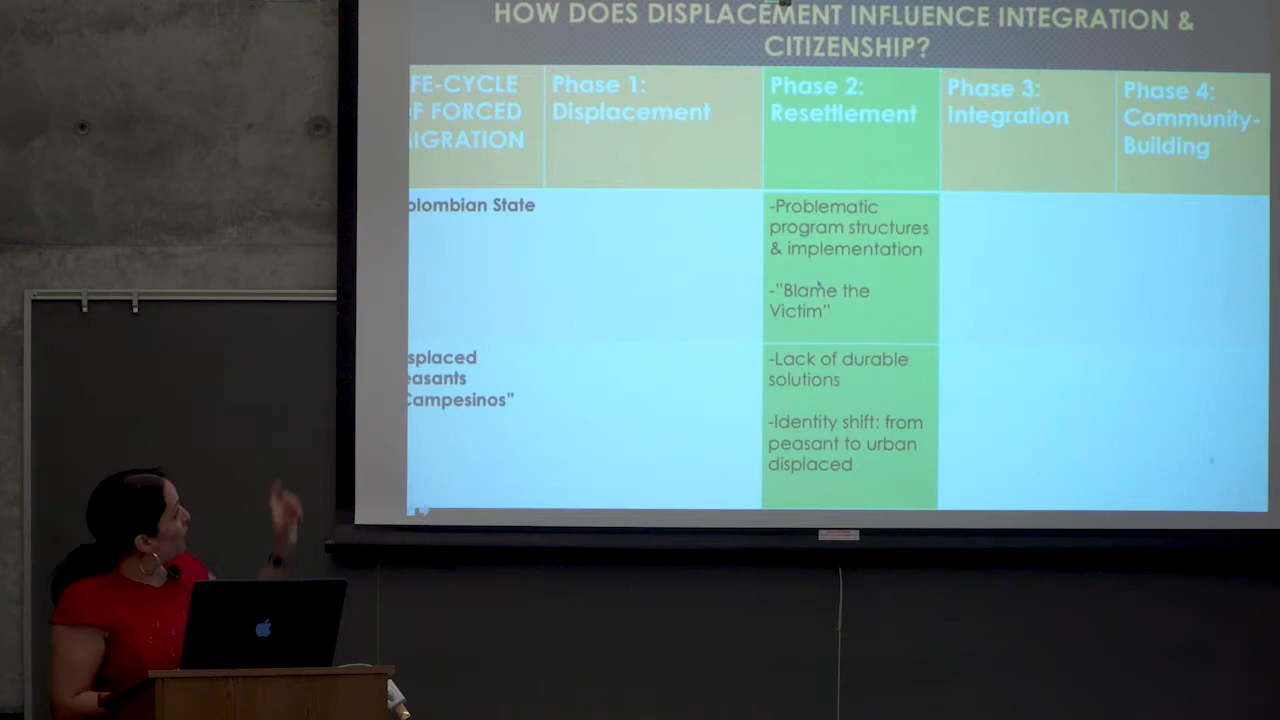 HOW DOES DISPLACEMENT INFLUENCE INTEGRATION &
CITIZENSHIP?
FE-CYCLE
F FORCED
IGRATION
Phase 1:
Displacement
Phase 2:
Resettlement
Phase 3:
Integration
Phase 4:
Community-
Building
olombian State
-Problematic
program structures
& implementation
-"Blame the
Victim"
splaced
easants
Campesinos"
-Lack of durable
solutions
-Identity shift: from
peasant to urban
displaced